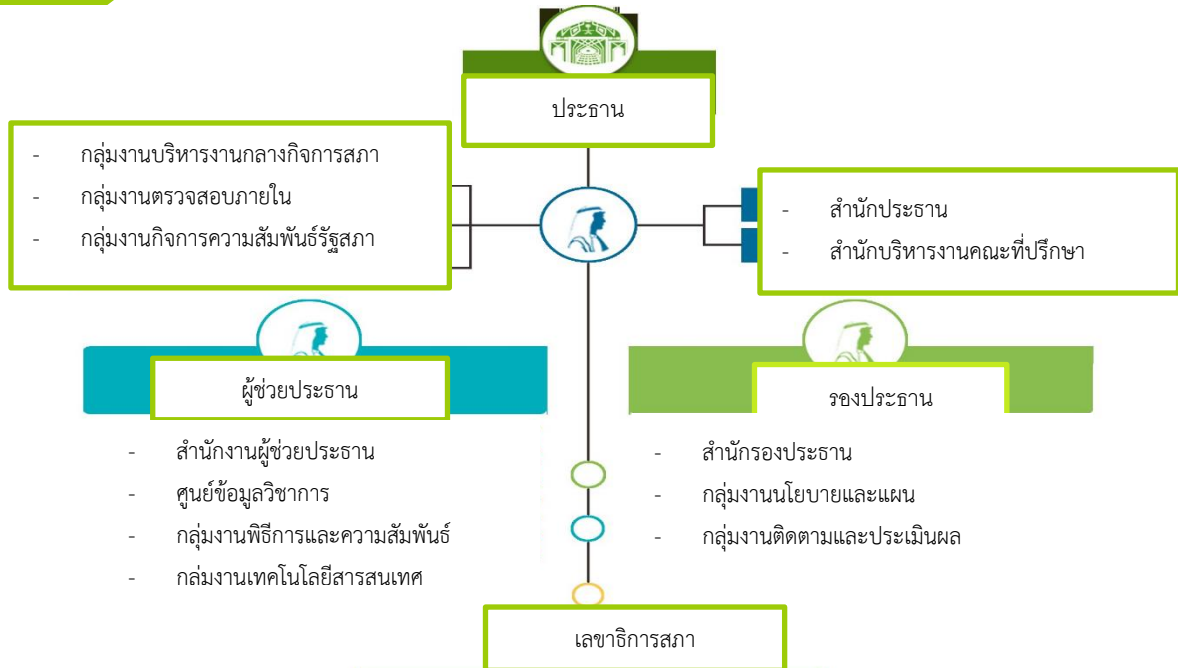 ประธาน
- กลุ่มงานบริหารงานกลางกิจการสภา
- กลุ่มงานตรวจสอบภายใน
- กลุ่มงานกิจการความสัมพันธ์รัฐสภา
- สำนักประธาน
- สำนักบริหารงานคณะที่ปรึกษา
ผู้ช่วยประธาน
- สำนักงานผู้ช่วยประธาน
- ศูนย์ข้อมูลวิชาการ
- กลุ่มงานพิธีการและความสัมพันธ์
- กล่มงานเทคโนโลยีสารสนเทศ
รองประธาน
- สำนักรองประธาน
- กลุ่มงานนโยบายและแผน
- กลุ่มงานติดตามและประเมินผล
เลขาธิการสภา